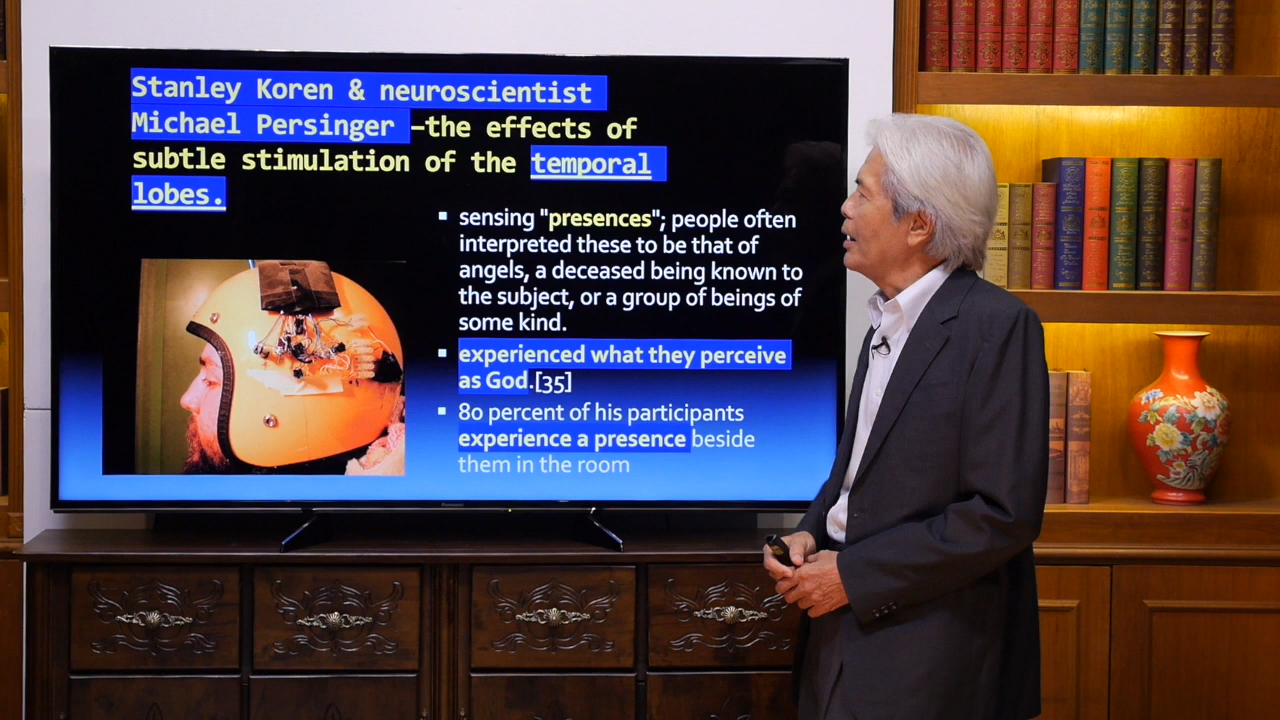 Stanley Koren & neuroscientist
Michael Persinger –the effects of
subtle stimulation of the temporal
lobes.
▪ sensing "presences"; people often
interpreted these to be that of
angels, a deceased being known to
the subject, or a group of beings of
some kind.
▪ experienced what they perceive
as God.[35]
▪ 80 percent of his participants
experience a presence beside
them in the room
Panasonic